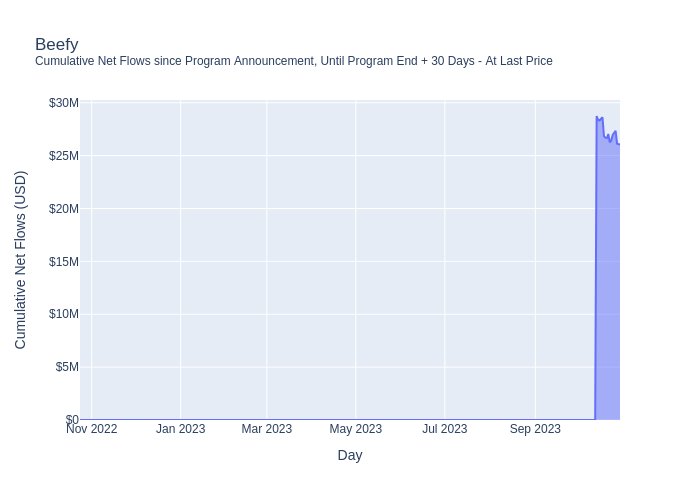 Beefy
Cumulative Net Flows since Program Announcement, Until Program End + 30 Days - At Last Price
Cumulative Net Flows (USD)
$30M
$25M
$20M
$15M
$10M
$5M
$0
Nov 2022 Jan 2023 Mar 2023 May 2023 Jul 2023 Sep 2023
Day